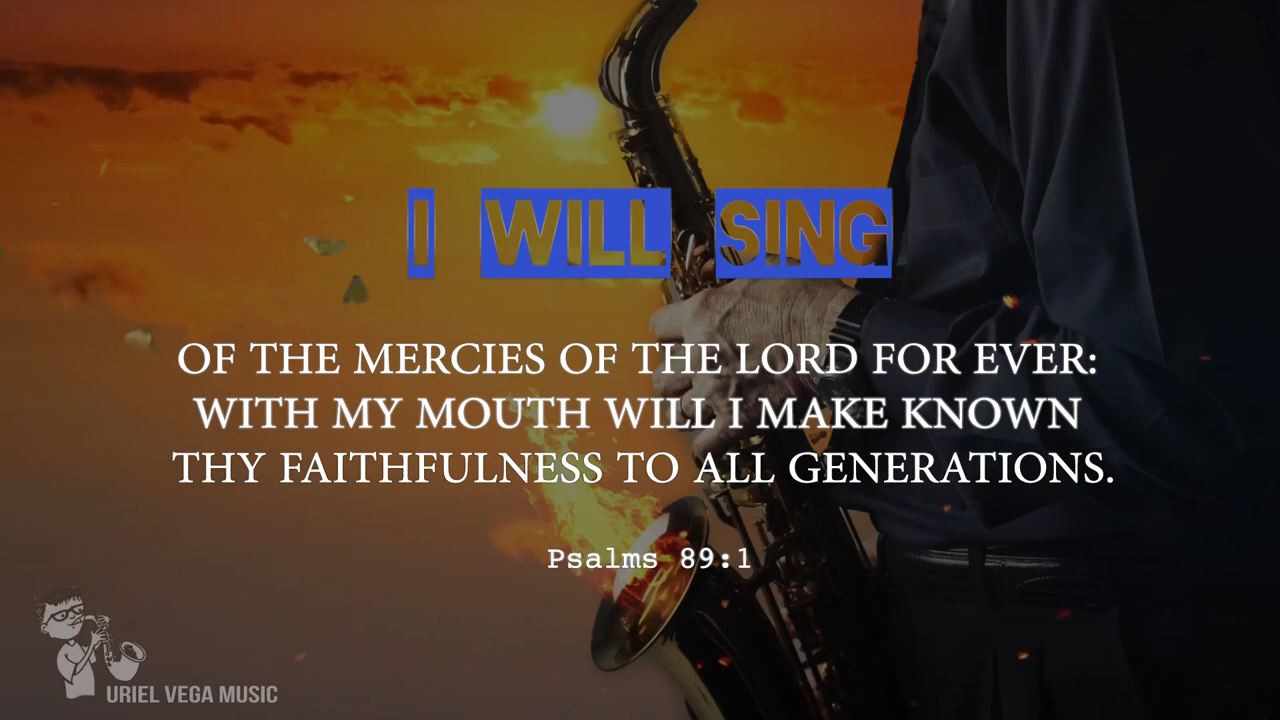 I WILL SING
OF THE MERCIES OF THE LORD FOR EVER:
WITH MY MOUTH WILL I MAKE KNOWN
THY FAITHFULNESS TO ALL GENERATIONS.
Psalms 89:1
URIEL VEGA MUSIC